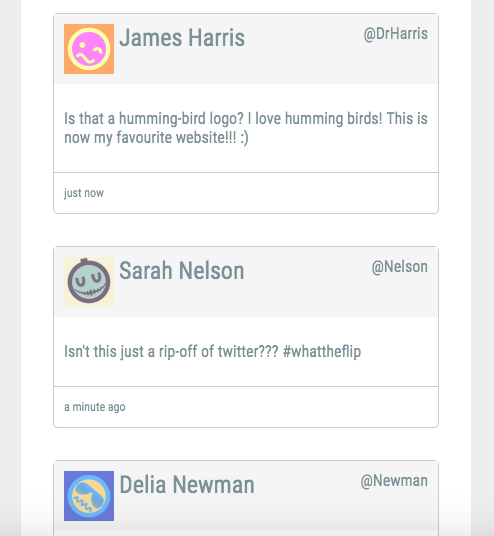 James Harris @DrHarris
Is that a humming-bird logo? I love humming birds! This is
now my favourite website!!! :)
just now
Sarah Nelson @Nelson
Isn't this just a rip-off of twitter??? #whattheflip
a minute ago
Delia Newman @Newman